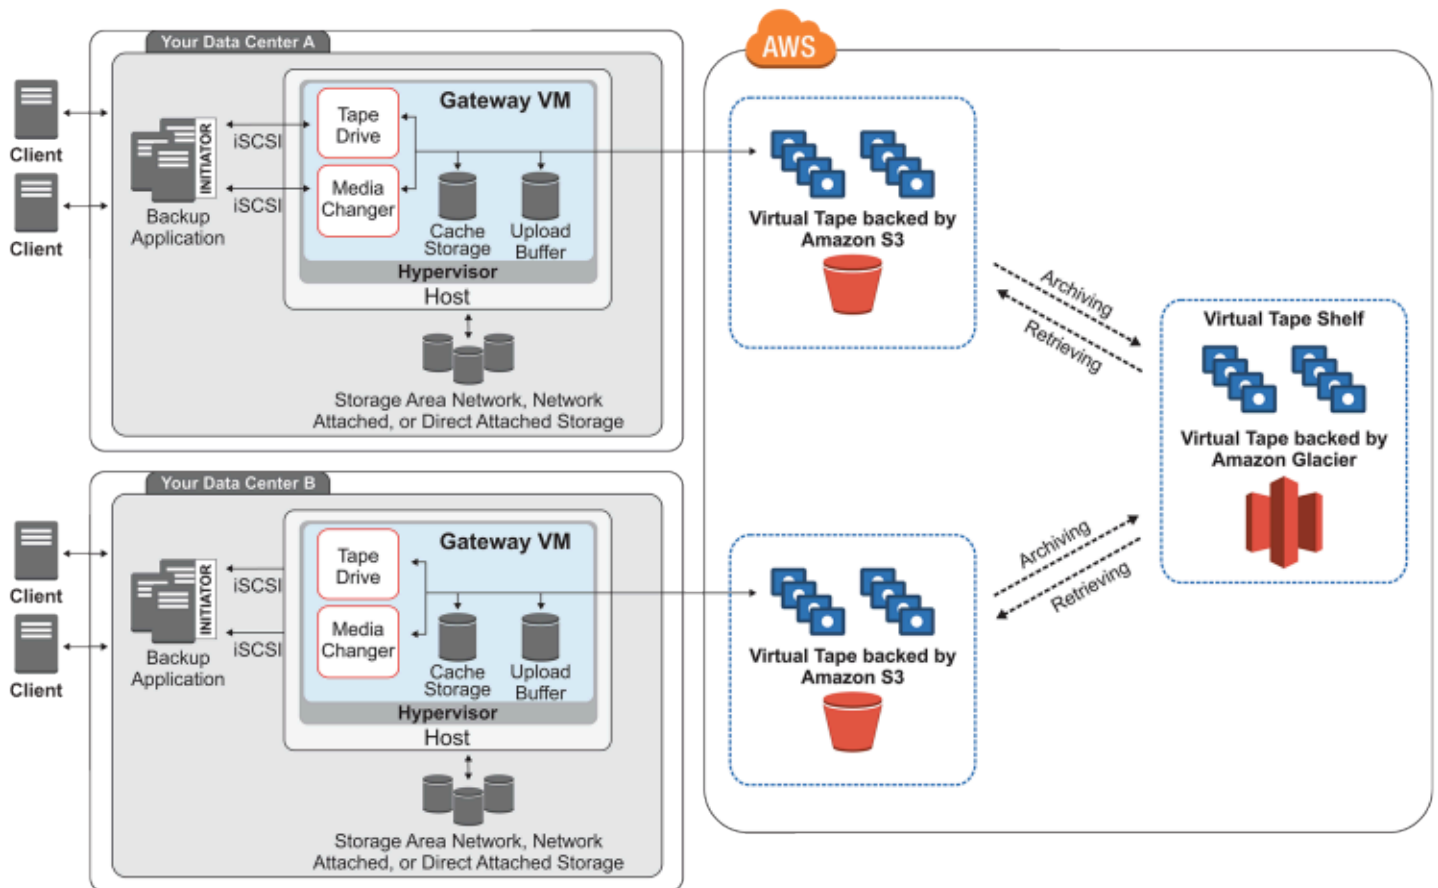 Your Data Center A
AWS
Client
Client
INITIATOR
Backup
Application
iSCSI
iSCSI
Gateway VM
Tape
Drive
Media
Changer
Cache
Storage
Upload
Buffer
Hypervisor
Host
Storage Area Network, Network
Attached, or Direct Attached Storage
Virtual Tape backed by
Amazon S3
Archiving
Retrieving
Virtual Tape Shelf
Virtual Tape backed by
Amazon Glacier
Your Data Center B
Client
Client
INITIATOR
Backup
Application
iSCSI
iSCSI
Gateway VM
Tape
Drive
Media
Changer
Cache
Storage
Upload
Buffer
Hypervisor
Host
Storage Area Network, Network
Attached, or Direct Attached Storage
Virtual Tape backed by
Amazon S3
Archiving
Retrieving